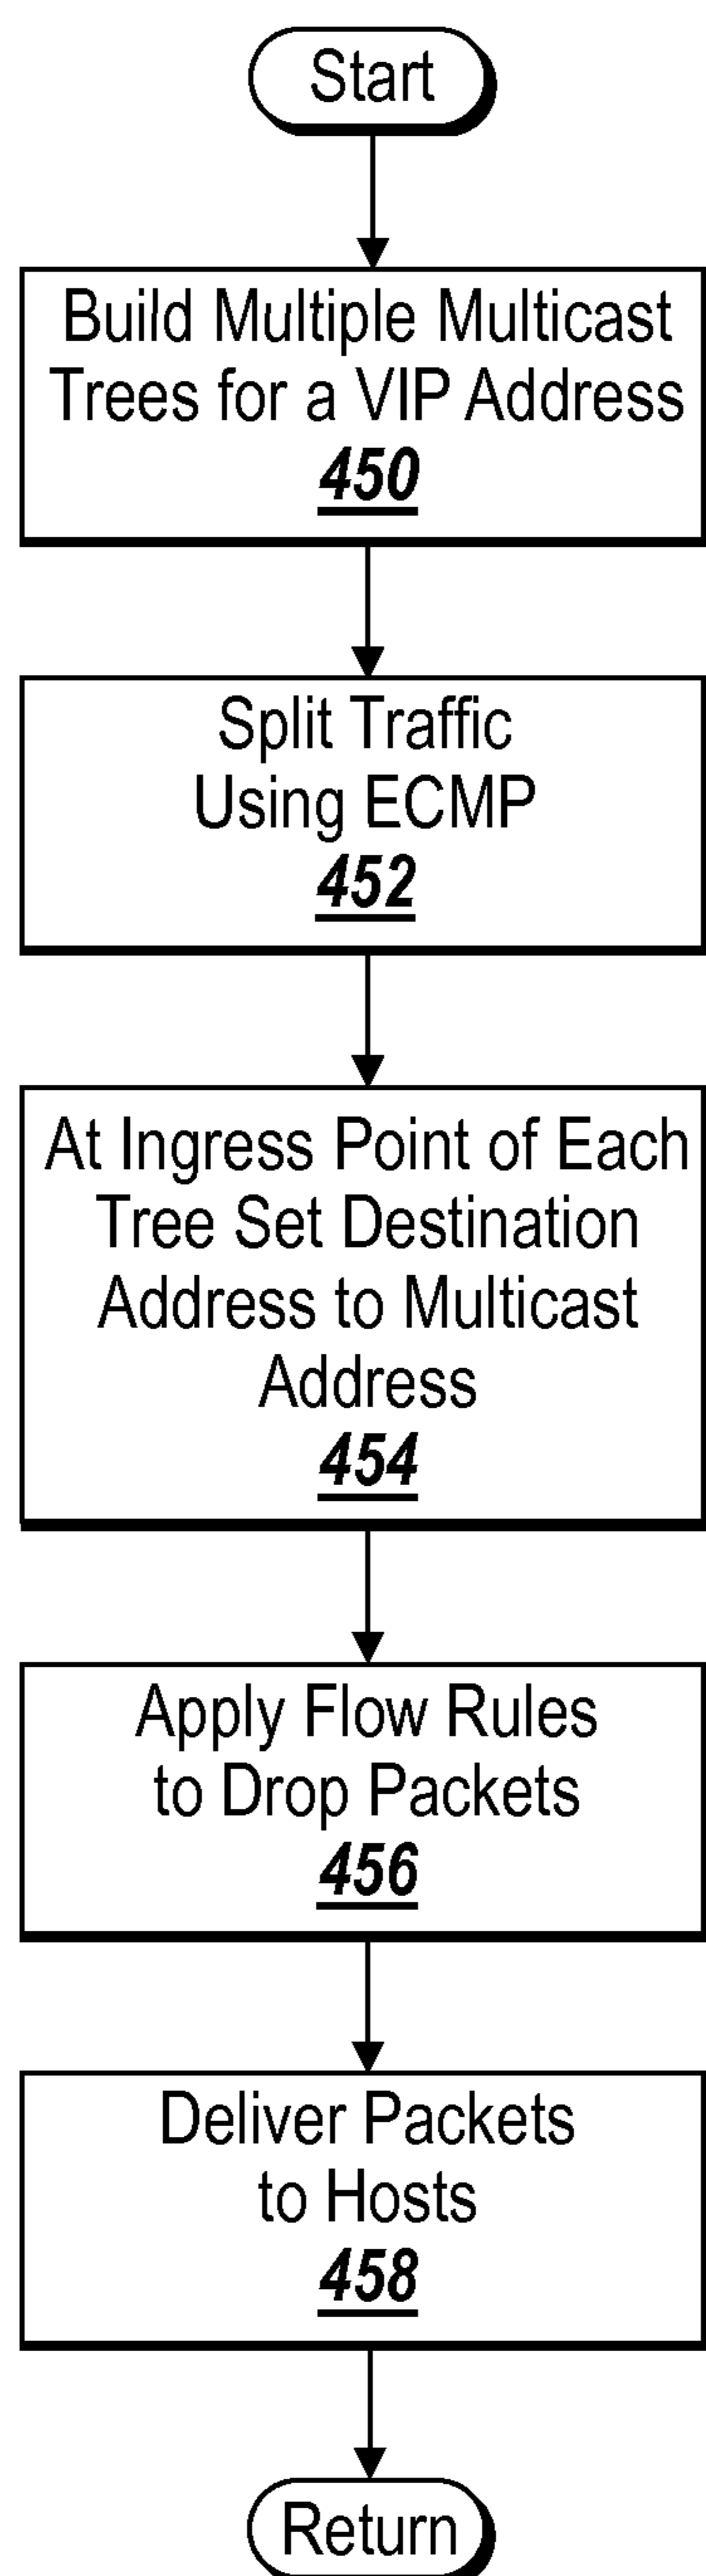 Start
Build Multiple Multicast
Trees for a VIP Address
450
Split Traffic
Using ECMP
452
At Ingress Point of Each
Tree Set Destination
Address to Multicast
Address
454
Apply Flow Rules
to Drop Packets
456
Deliver Packets
to Hosts
458
Return